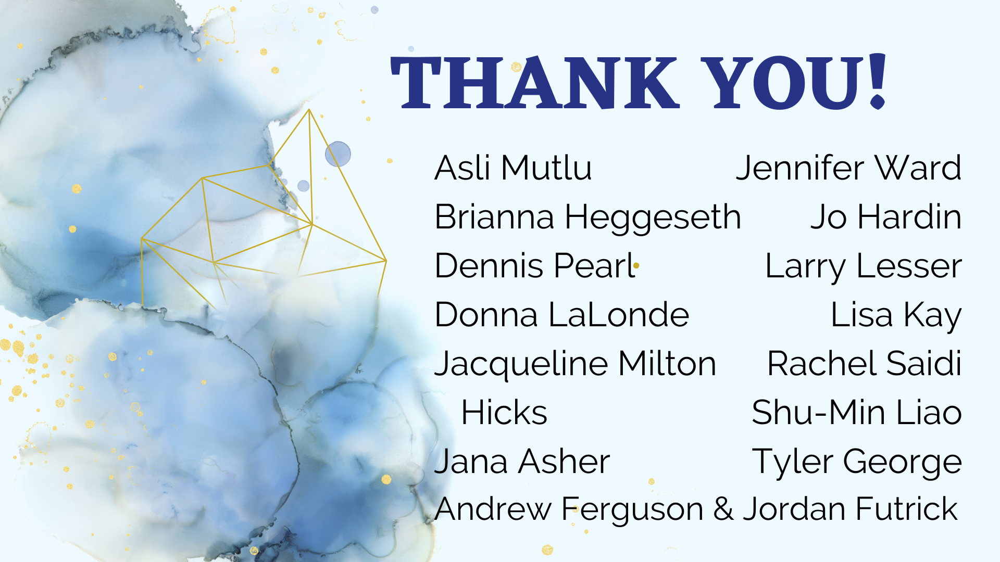 THANK YOU!
Asli Mutlu
Brianna Heggeseth
Dennis Pearl
Donna LaLonde
Jacqueline Milton
Hicks
Jana Asher
Jennifer Ward
Jo Hardin
Larry Lesser
Lisa Kay
Rachel Saidi
Shu-Min Liao
Tyler George
Andrew Ferguson & Jordan Futrick